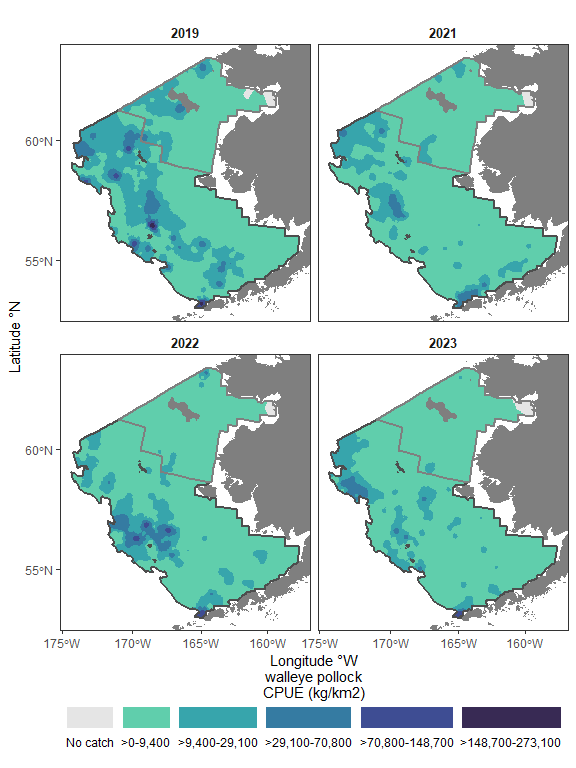 2019
2021
60°N
55°N
Latitude °N
2022
2023
60°N
55°N
175°W 170°W 165°W 160°W 175°W 170°W 165°W 160°W
Longitude °W
walleye pollock
CPUE (kg/km2)
No catch >0-9,400 >9,400-29,100 >29,100-70,800 >70,800-148,700 >148,700-273,100